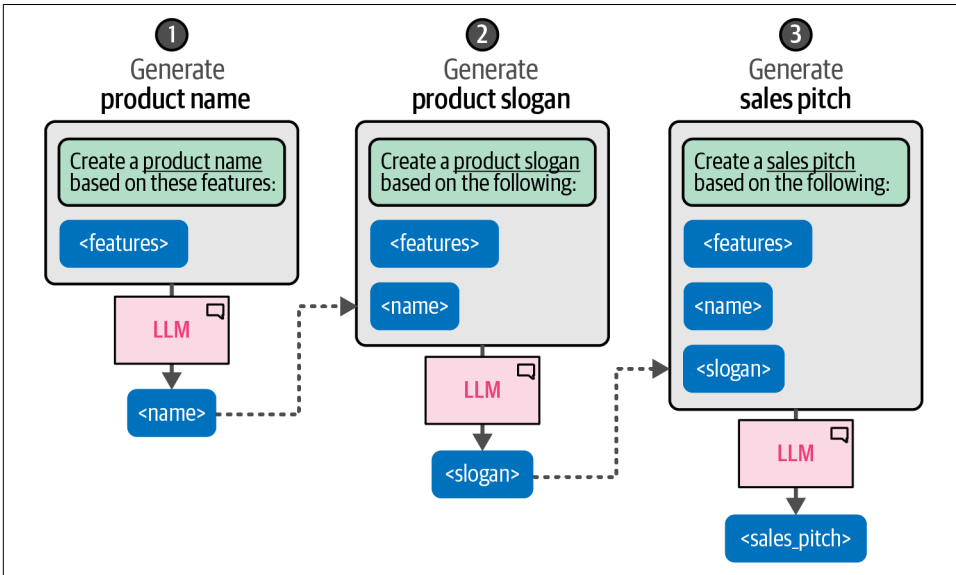 1
Generate
product name
Create a product name
based on these features:
<features>
LLM
<name>
2
Generate
product slogan
Create a product slogan
based on the following:
<features>
<name>
LLM
<slogan>
3
Generate
sales pitch
Create a sales pitch
based on the following:
<features>
<name>
<slogan>
LLM
<sales_pitch>